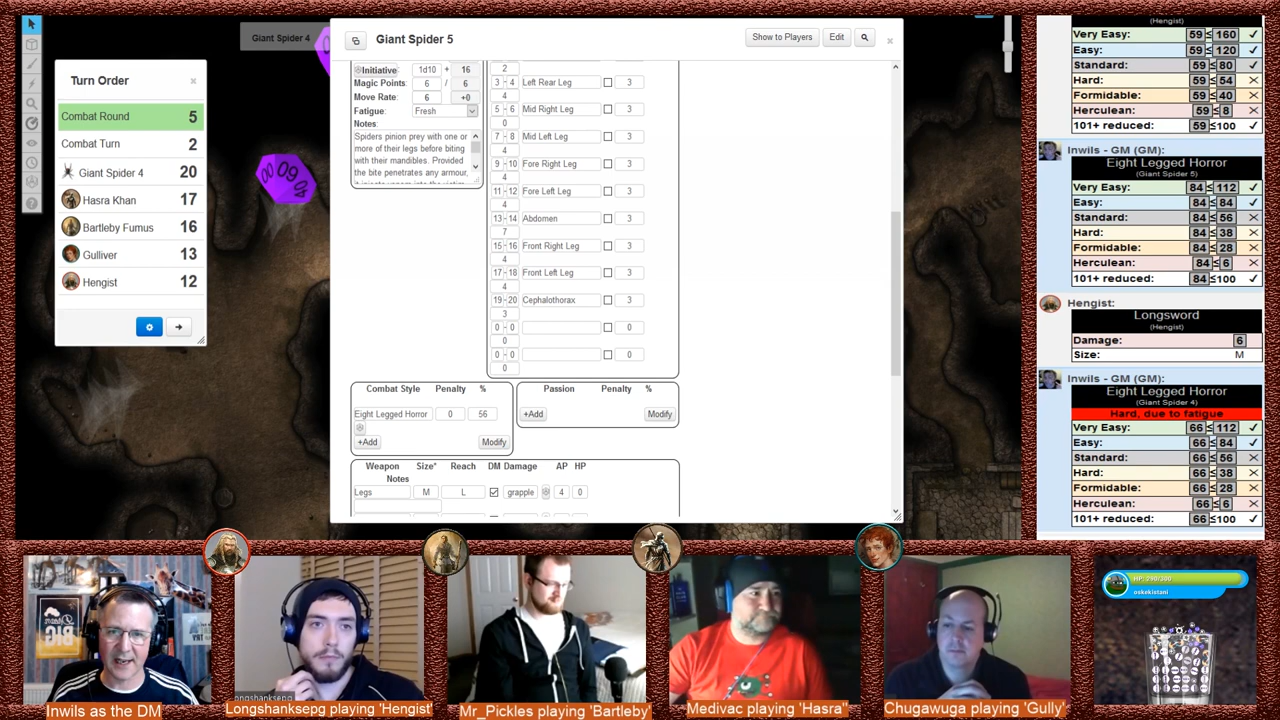 Giant Spider 4
Turn Order
×
Combat Round 5
Combat Turn 2
Giant Spider 4 20
Hasra Khan 17
Bartleby Fumus 16
Gulliver 13
Hengist 12
Giant Spider 5
Show to Players
Edit
×
Initiative 1d10 + 16
Magic Points: 6 / 6
Move Rate: 6 +0
Fatigue: Fresh
Notes:
Spiders pinion prey with one or
more of their legs before biting
with their mandibles. Provided
the bite penetrates any armour,
2
3 - 4 Left Rear Leg 3
4
5 - 6 Mid Right Leg 3
0
7 - 8 Mid Left Leg 3
4
9 - 10 Fore Right Leg 3
4
11 - 12 Fore Left Leg 3
4
13 - 14 Abdomen 3
7
15 - 16 Front Right Leg 3
4
17 - 18 Front Left Leg 3
4
19 - 20 Cephalothorax 3
3
0 - 0 0
0
0 - 0 0
0
Combat Style Penalty %
Eight Legged Horror 0 56
+Add Modify
Passion Penalty %
+Add Modify
Weapon Size* Reach DM Damage AP HP
Notes
Legs M L grapple 4 0
(Hengist)
Very Easy: 59≤160 ✓
Easy: 59≤120 ✓
Standard: 59≤80 ✓
Hard: 59≤54 ✕
Formidable: 59≤40 ✕
Herculean: 59≤8 ✕
101+ reduced: 59≤100 ✓
Inwils - GM (GM):
Eight Legged Horror
(Giant Spider 5)
Very Easy: 84≤112 ✓
Easy: 84≤84 ✓
Standard: 84≤56 ✕
Hard: 84≤38 ✕
Formidable: 84≤28 ✕
Herculean: 84≤6 ✕
101+ reduced: 84≤100 ✓
Hengist:
Longsword
(Hengist)
Damage: 6
Size: M
Inwils - GM (GM):
Eight Legged Horror
(Giant Spider 4)
Hard, due to fatigue
Very Easy: 66≤112 ✓
Easy: 66≤84 ✓
Standard: 66≤56 ✕
Hard: 66≤38 ✕
Formidable: 66≤28 ✕
Herculean: 66≤6 ✕
101+ reduced: 66≤100 ✓
BIG
HP: 290/380
oskekistani
longshanksepg
Inwils as the DM
Longshanksepg playing 'Hengist'
Mr_Pickles playing 'Bartleby'
Medivac playing 'Hasra"
Chugawuga playing 'Gully'